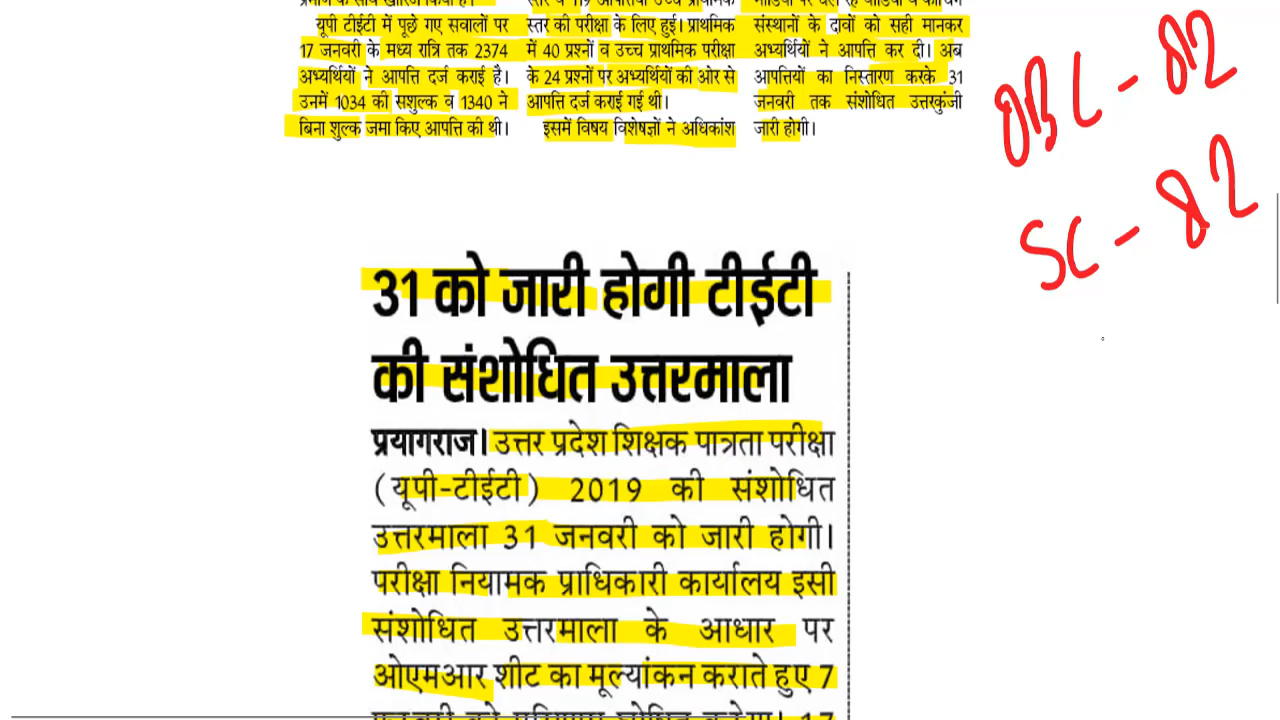 यूपी टीईटी में पूछे गए सवालों पर
17 जनवरी के मध्य रात्रि तक 2374
अभ्यर्थियों ने आपत्ति दर्ज कराई है।
उनमें 1034 की सशुल्क व 1340 ने
बिना शुल्क जमा किए आपत्ति की थी।
स्तर की परीक्षा के लिए हुई। प्राथमिक
में 40 प्रश्नों व उच्च प्राथमिक परीक्षा
के 24 प्रश्नों पर अभ्यर्थियों की ओर से
आपत्ति दर्ज कराई गई थी।
इसमें विषय विशेषज्ञों ने अधिकांश
संस्थानों के दावों को सही मानकर
अभ्यर्थियों ने आपत्ति कर दी। अब
आपत्तियों का निस्तारण करके 31
जनवरी तक संशोधित उत्तरकुंजी
जारी होगी।
OBC - 82
SC - 82
31 को जारी होगी टीईटी
की संशोधित उत्तरमाला
प्रयागराज। उत्तर प्रदेश शिक्षक पात्रता परीक्षा
(यूपी-टीईटी) 2019 की संशोधित
उत्तरमाला 31 जनवरी को जारी होगी।
परीक्षा नियामक प्राधिकारी कार्यालय इसी
संशोधित उत्तरमाला के आधार पर
ओएमआर शीट का मूल्यांकन कराते हुए 7